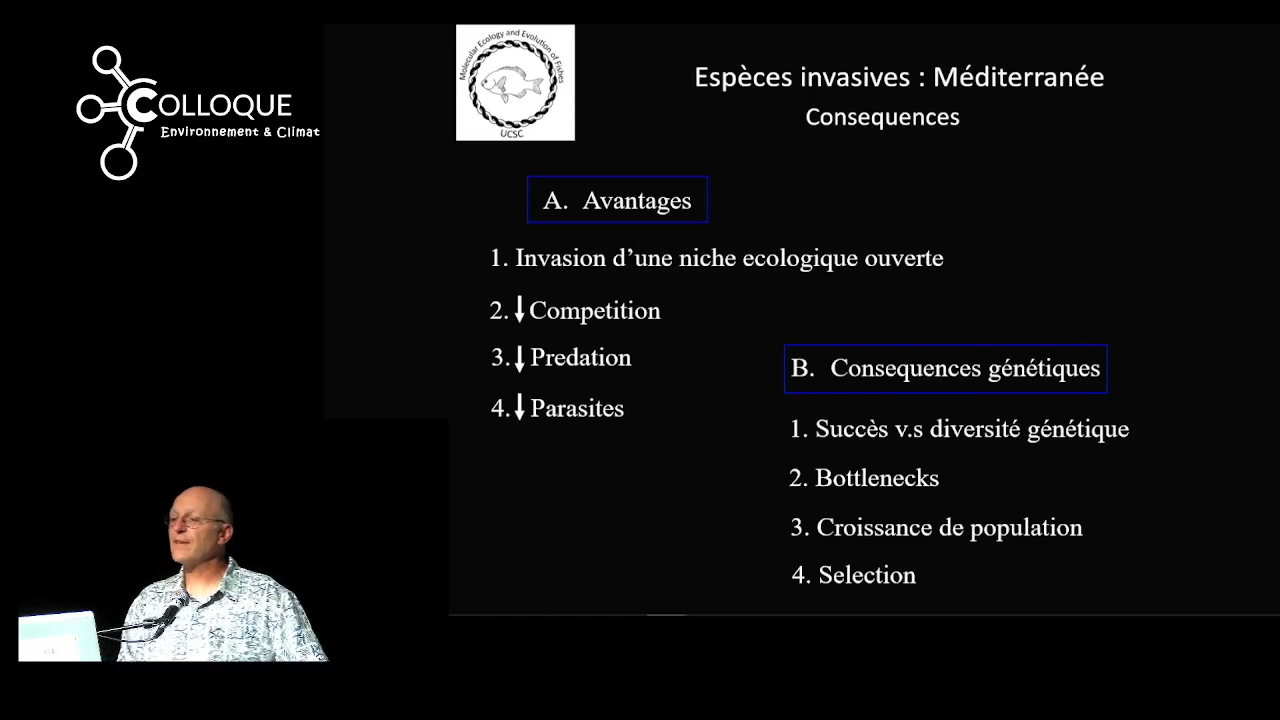 COLLOQUE
Environnement & Climat
Molecular Ecology and Evolution of Fishes
UCSC
Espèces invasives : Méditerranée
Consequences
A. Avantages
1. Invasion d’une niche ecologique ouverte
2. ↓ Competition
3. ↓ Predation
4. ↓ Parasites
B. Consequences génétiques
1. Succès v.s diversité génétique
2. Bottlenecks
3. Croissance de population
4. Selection